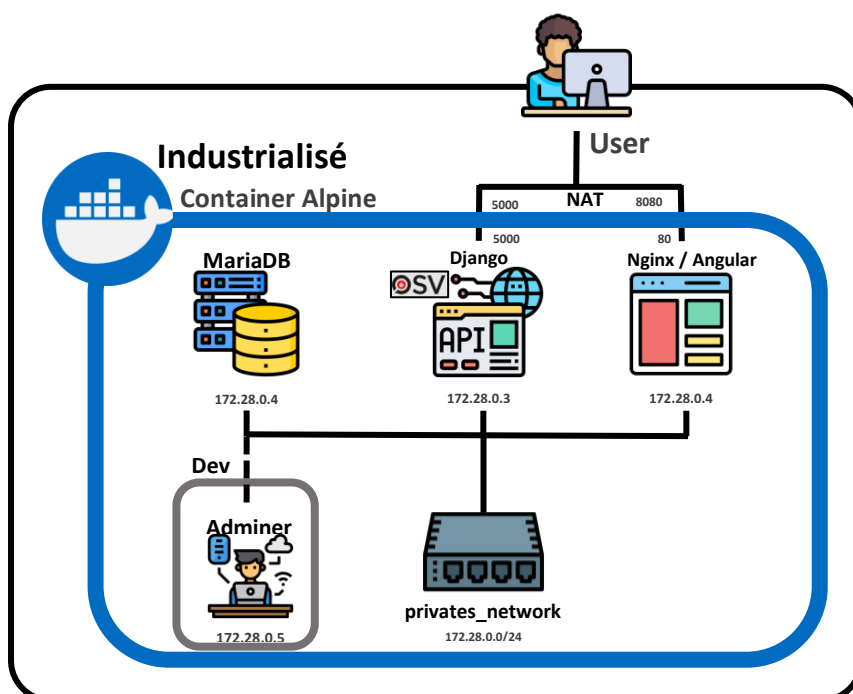 User
Industrialisé
Container Alpine
5000 NAT 8080
5000 80
MariaDB
Django
Nginx / Angular
OSV
API
172.28.0.4
172.28.0.3
172.28.0.4
Dev
Adminer
172.28.0.5
privates_network
172.28.0.0/24